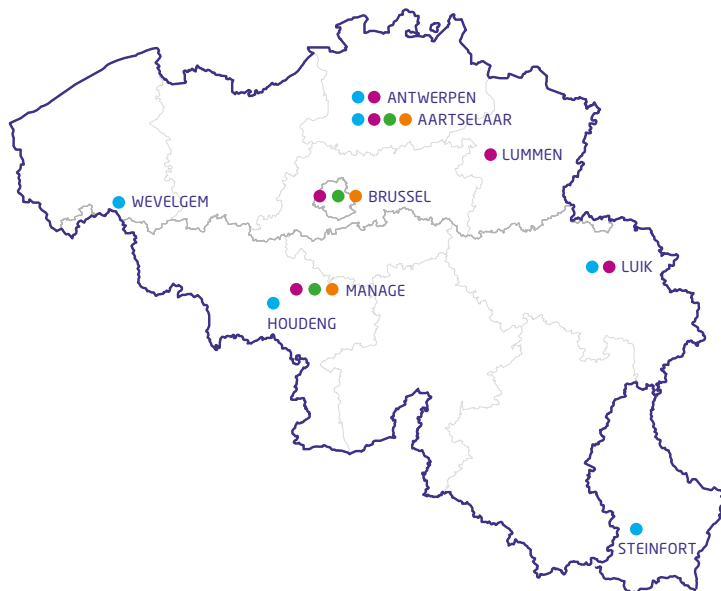 ANTWERPEN
AARTSELAAR
LUMMEN
WEVELGEM
BRUSSEL
LUIK
MANAGE
HOUDENG
STEINFORT